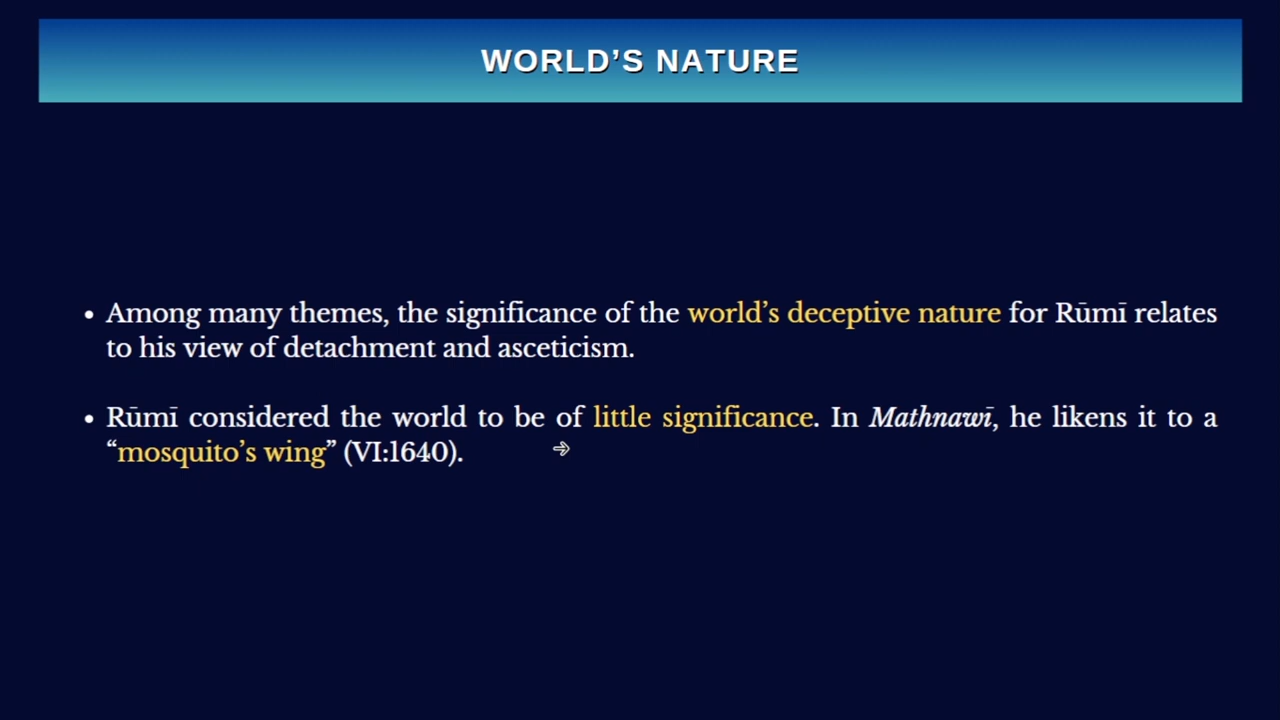 WORLD’S NATURE
• Among many themes, the significance of the world’s deceptive nature for Rūmī relates
to his view of detachment and asceticism.
• Rūmī considered the world to be of little significance. In Mathnawī, he likens it to a
“mosquito’s wing” (VI:1640).